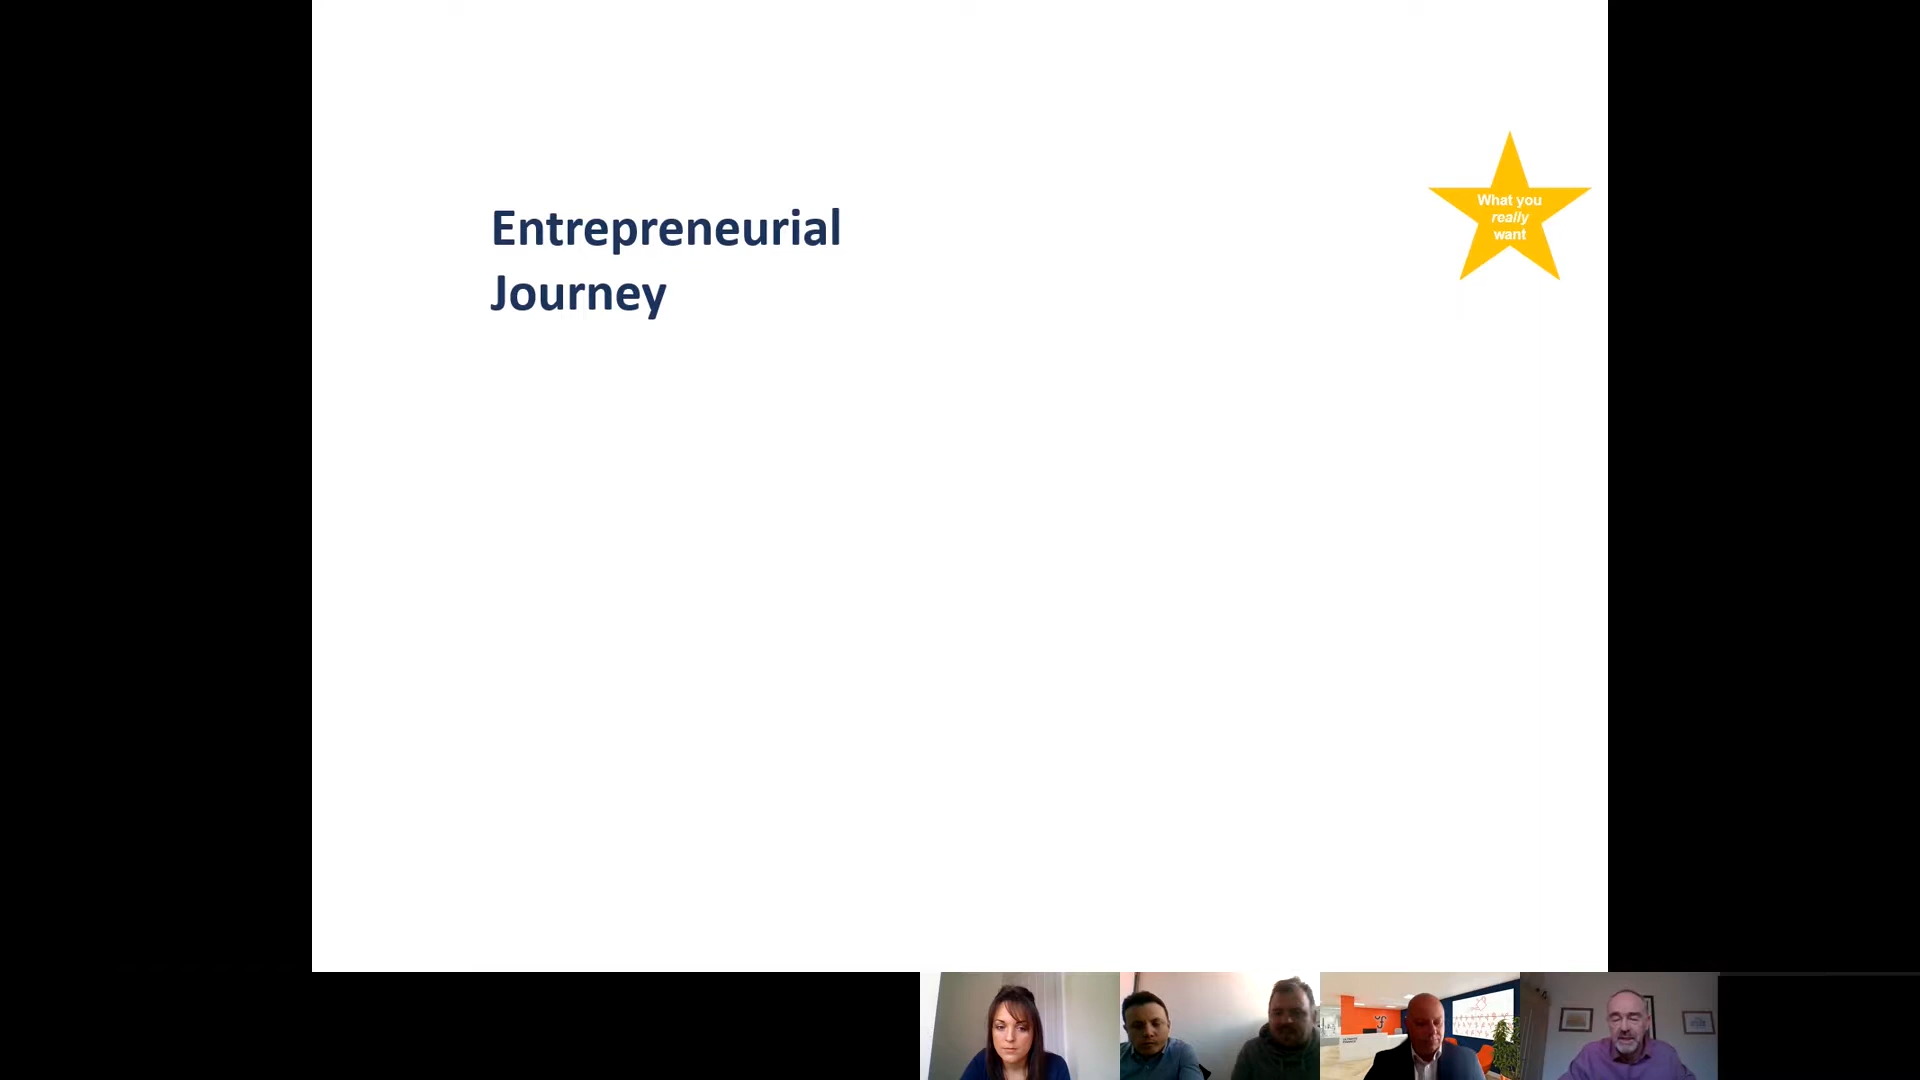 Entrepreneurial
Journey
What you
really
want